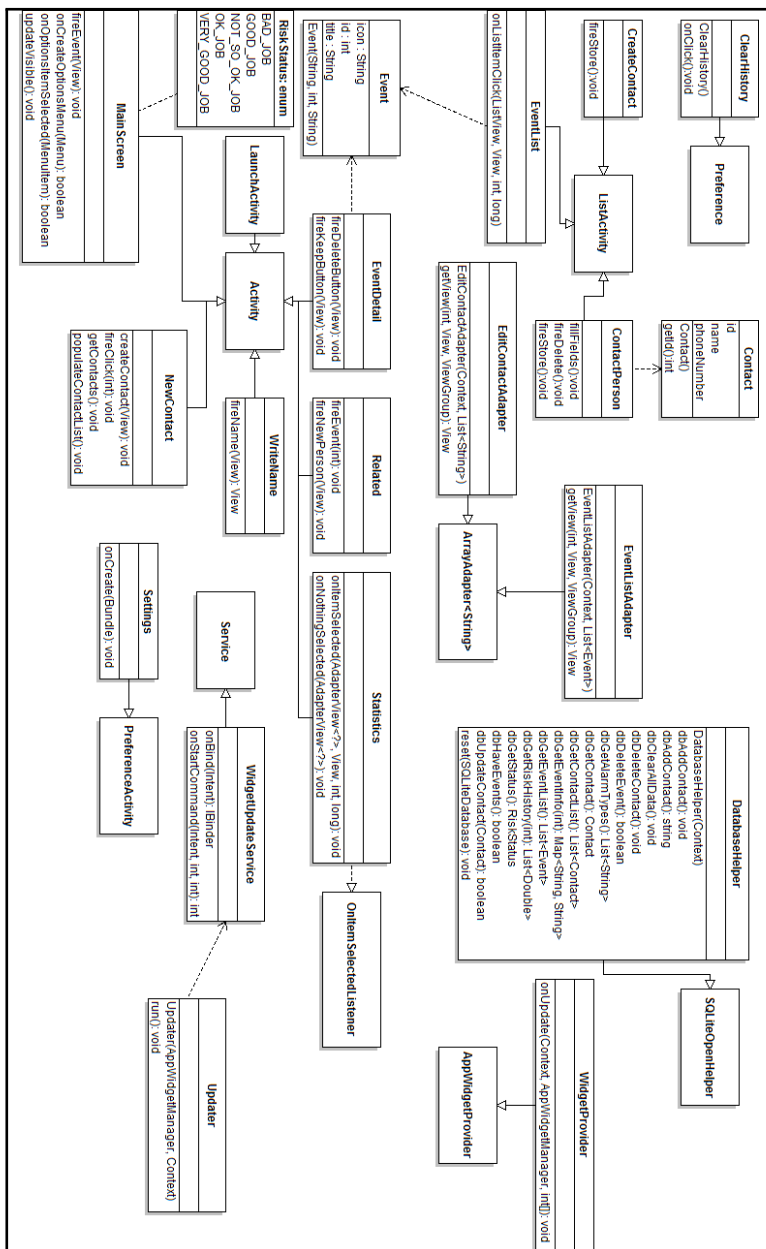 ClearHistory
ClearHistory()
onClick():void
Preference
Contact
id
name
phoneNumber
Contact()
getId():int
DatabaseHelper
DatabaseHelper(Context)
dbAddContact(): void
dbAddContact(): string
dbClearAllData(): void
dbDeleteContact(): void
dbDeleteEvent(): boolean
dbGetAlarmTypes(): List<String>
dbGetContact(): Contact
dbGetContactList(): List<Contact>
dbGetEventInfo(int): Map<String, String>
dbGetEventList(): List<Event>
dbGetRiskHistory(int): List<Double>
dbGetStatus(): RiskStatus
dbHaveEvents(): boolean
dbUpdateContact(Contact): boolean
reset(SQLiteDatabase): void
SQLiteOpenHelper
CreateContact
fireStore():void
ListActivity
ContactPerson
fillFields():void
fireDelete():void
fireStore():void
EventListAdapter
EventListAdapter(Context, List<Event>)
getView(int, View, ViewGroup): View
WidgetProvider
onUpdate(Context, AppWidgetManager, int[]): void
EventList
onListItemClick(ListView, View, int, long)
EditContactAdapter
EditContactAdapter(Context, List<String>)
getView(int, View, ViewGroup): View
ArrayAdapter<String>
AppWidgetProvider
Event
icon : String
id : int
title : String
Event(String, int, String)
EventDetail
fireDeleteButton(View): void
fireKeepButton(View): void
Related
fireEvent(int): void
fireNewPerson(View): void
Statistics
onItemSelected(AdapterView<?>, View, int, long): void
onNothingSelected(AdapterView<?>): void
OnItemSelectedListener
RiskStatus: enum
BAD_JOB
GOOD_JOB
NOT_SO_OK_JOB
OK_JOB
VERY_GOOD_JOB
LaunchActivity
Activity
WriteName
fireName(View): View
Service
WidgetUpdateService
onBind(Intent): IBinder
onStartCommand(Intent, int, int): int
Updater
Updater(AppWidgetManager, Context)
run(): void
MainScreen
fireEvent(View): void
onCreateOptionsMenu(Menu): boolean
onOptionsItemSelected(MenuItem): boolean
updateVisible(): void
NewContact
createContact(View): void
fireClick(int): void
getContacts(): void
populateContactList(): void
Settings
onCreate(Bundle): void
PreferenceActivity